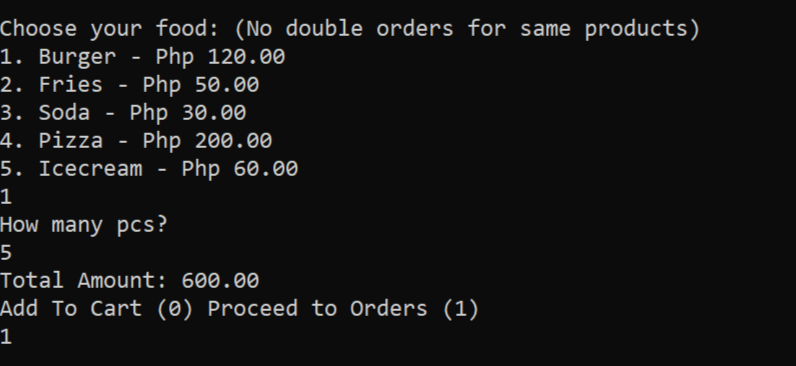 Choose your food: (No double orders for same products)
1. Burger - Php 120.00
2. Fries - Php 50.00
3. Soda - Php 30.00
4. Pizza - Php 200.00
5. Icecream - Php 60.00
1
How many pcs?
5
Total Amount: 600.00
Add To Cart (0) Proceed to Orders (1)
1